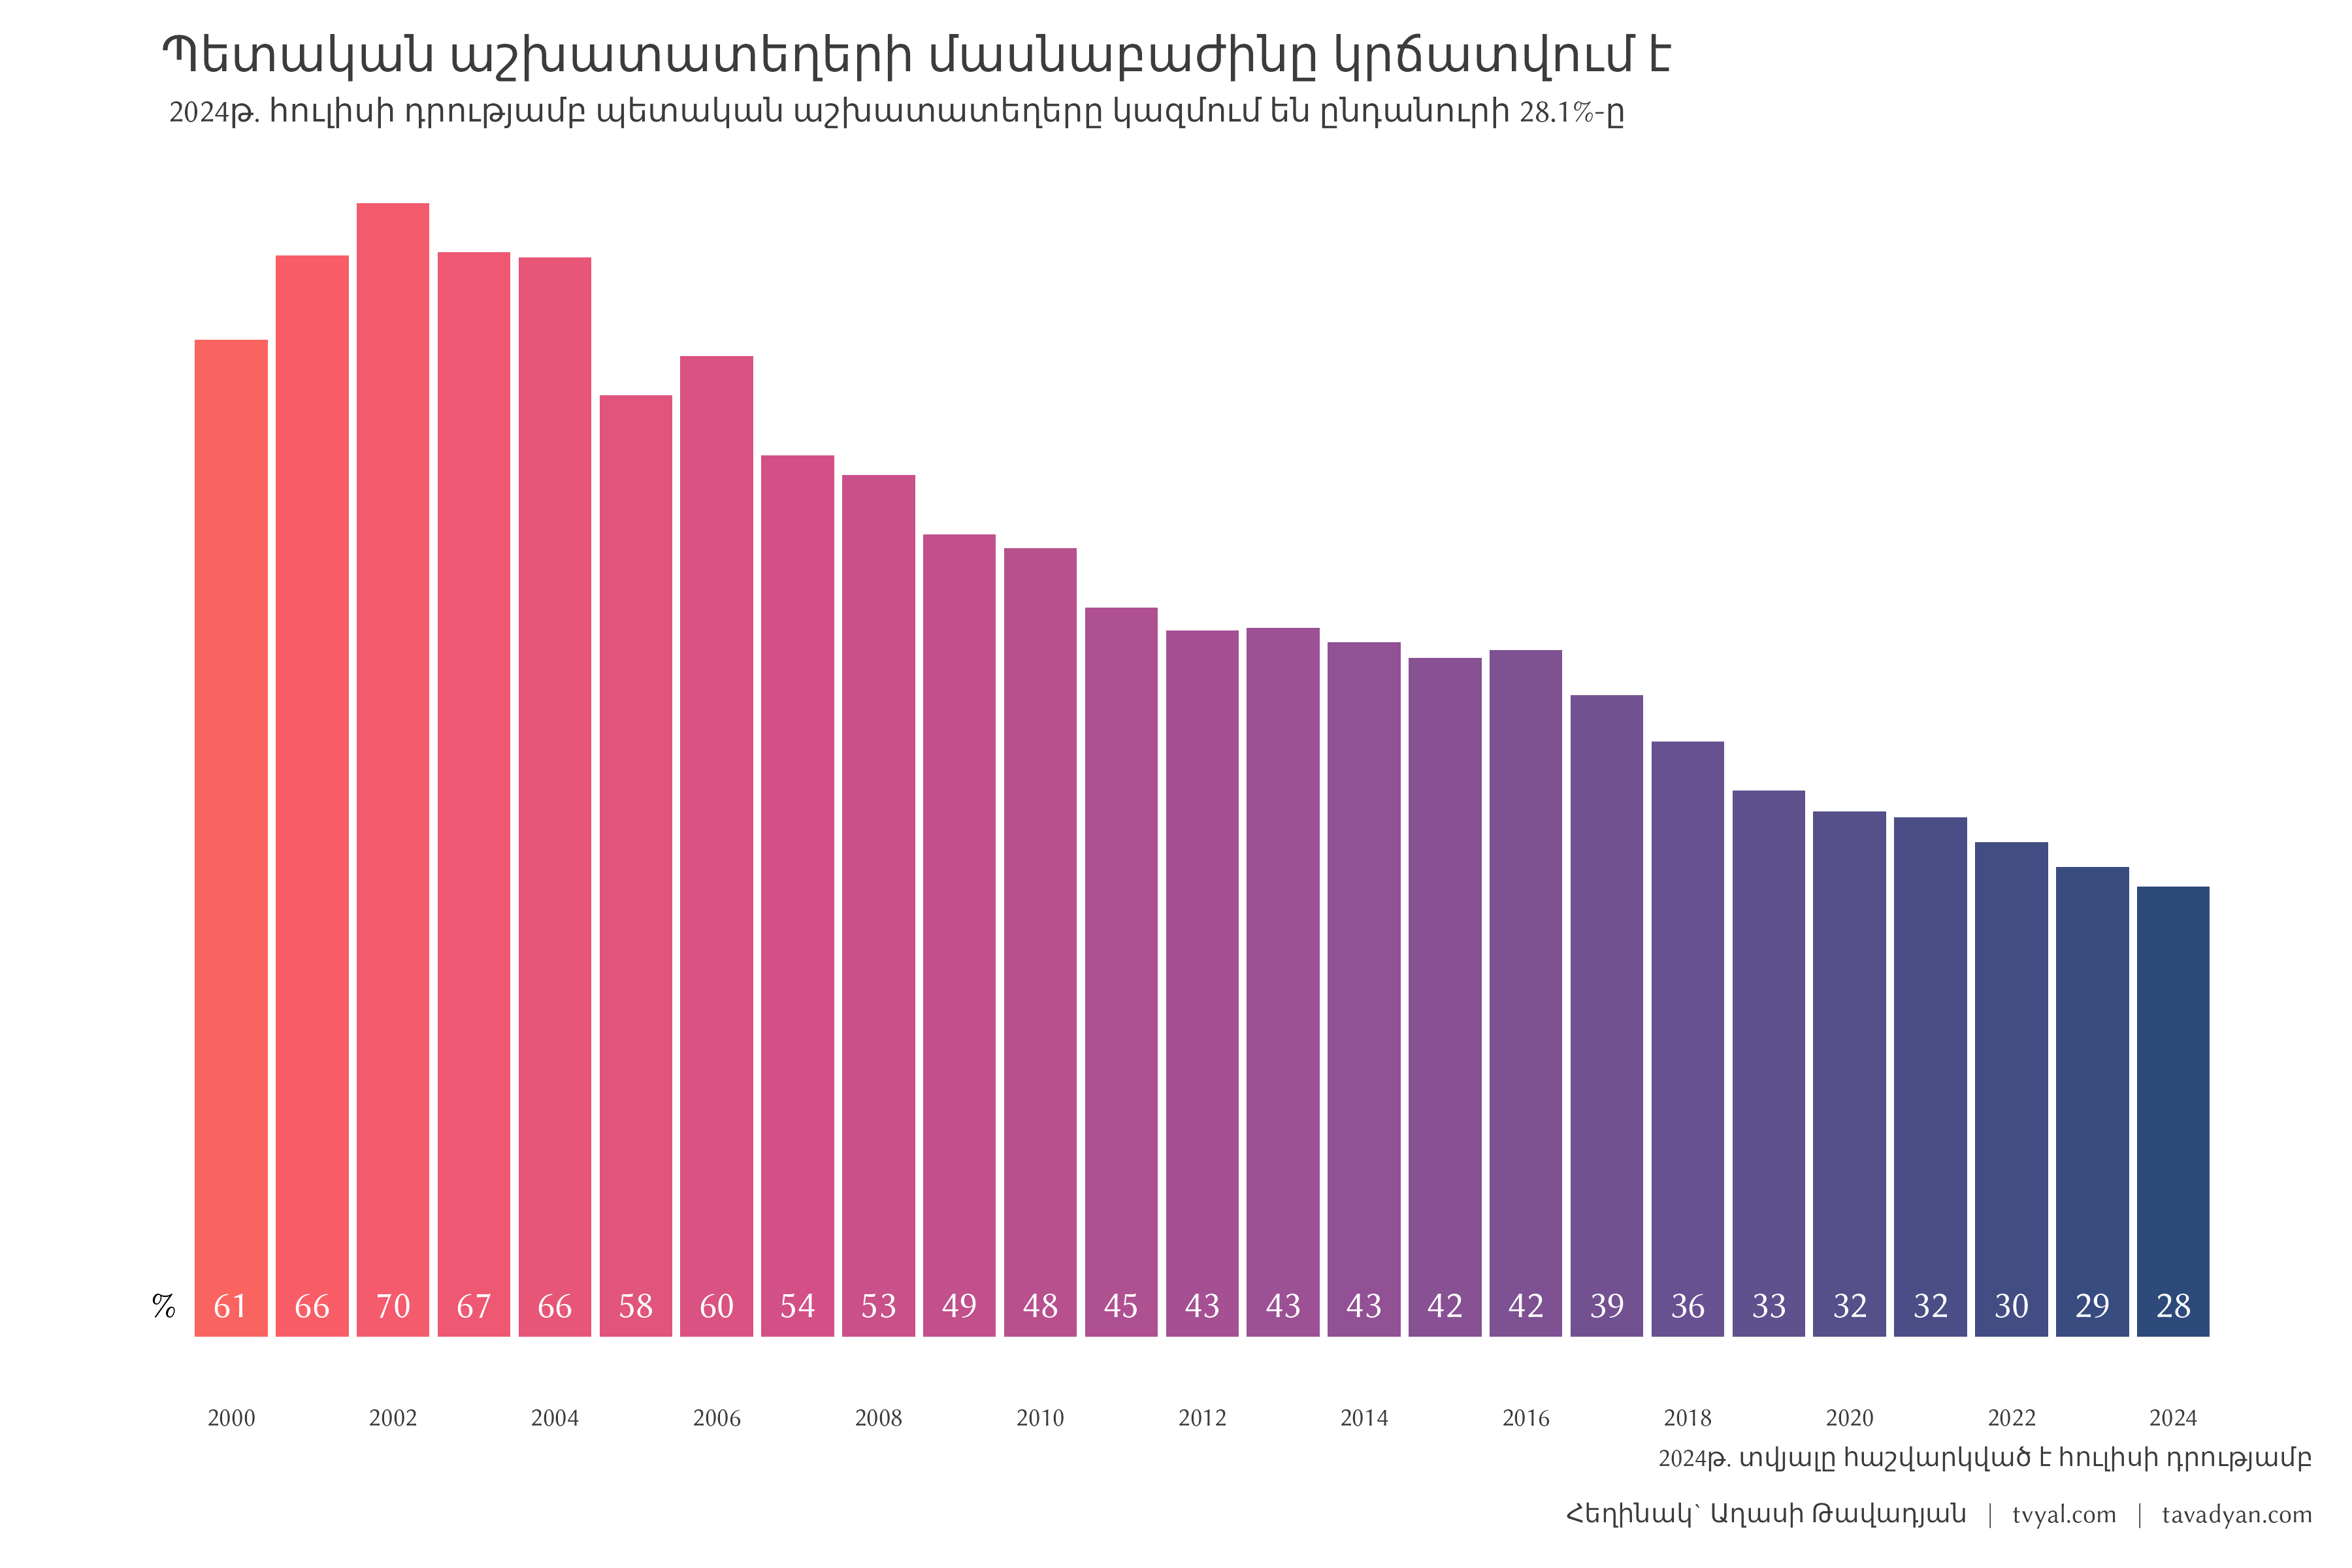 Պետական աշխատատեղերի մասնաբաժինը կրճատվում է
2024թ. հուլիսի դրությամբ պետական աշխատատեղերը կազմում են ընդանուրի 28.1%-ը
% 61 66 70 67 66 58 60 54 53 49 48 45 43 43 43 42 42 39 36 33 32 32 30 29 28
2000 2002 2004 2006 2008 2010 2012 2014 2016 2018 2020 2022 2024
2024թ. տվյալը հաշվարկված է հուլիսի դրությամբ
Հեղինակ՝ Աղասի Թավադյան | tvyal.com | tavadyan.com